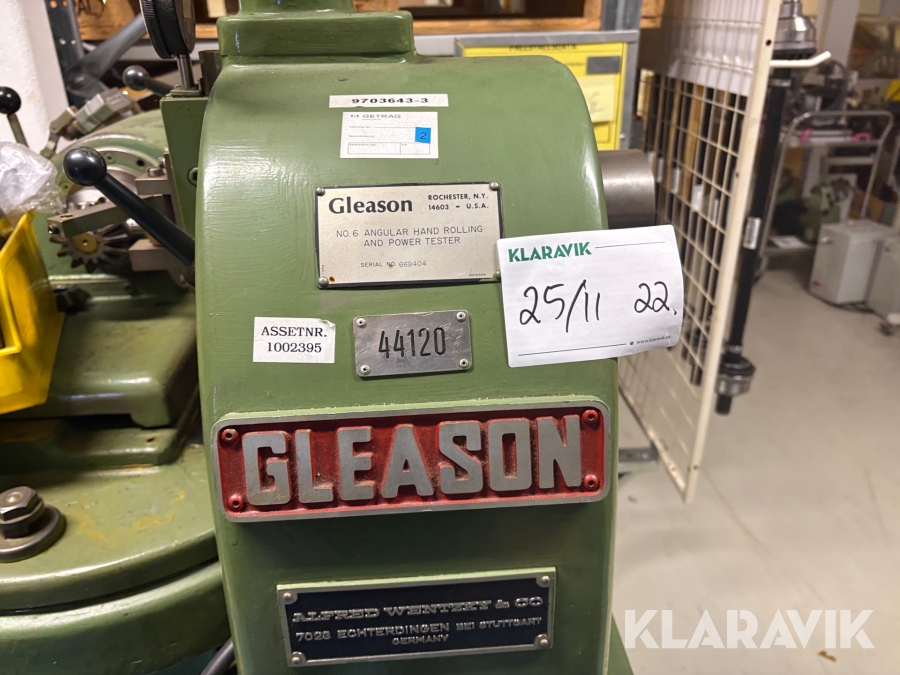 9703643-3
GETRAG
2
Gleason
ROCHESTER, N.Y.
14603 - U.S.A.
NO. 6 ANGULAR HAND ROLLING
AND POWER TESTER
SERIAL NO. 669404
KLARAVIK
25/11 22,
ASSETNR.
1002395
44120
GLEASON
ALFRED WENTZKY & CO
7023 ECHTERDINGEN BEI STUTTGART
GERMANY
KLARAVIK